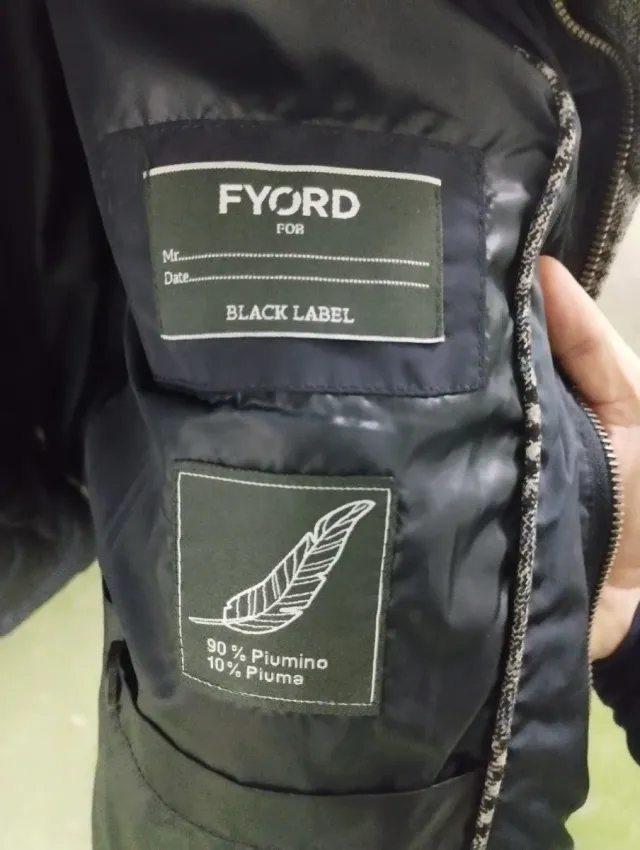 FYORD
FOR
Mr.
Date
BLACK LABEL
90 % Piumino
10% Piuma